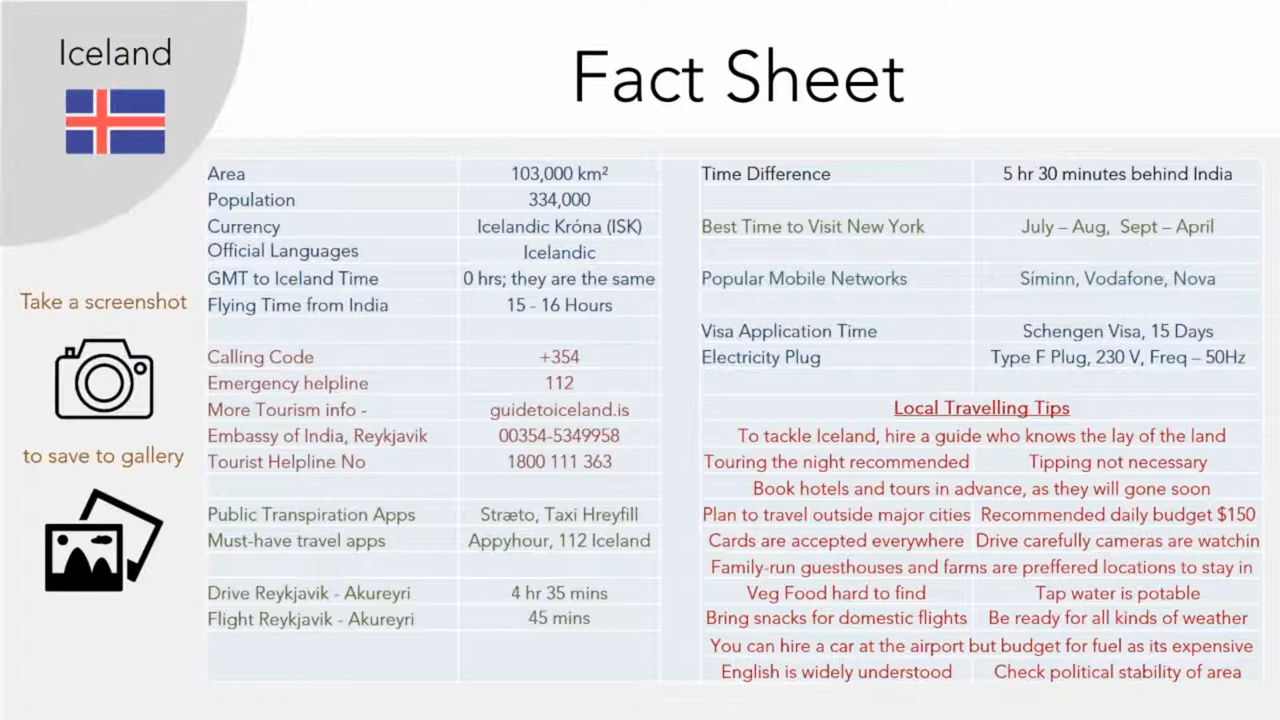 Iceland
Fact Sheet
Take a screenshot
to save to gallery
Area 103,000 km²
Population 334,000
Currency Icelandic Króna (ISK)
Official Languages Icelandic
GMT to Iceland Time 0 hrs; they are the same
Flying Time from India 15 - 16 Hours
Calling Code +354
Emergency helpline 112
More Tourism info - guidetoiceland.is
Embassy of India, Reykjavik 00354-5349958
Tourist Helpline No 1800 111 363
Public Transpiration Apps Stræto, Taxi Hreyfill
Must-have travel apps Appyhour, 112 Iceland
Drive Reykjavik - Akureyri 4 hr 35 mins
Flight Reykjavik - Akureyri 45 mins
Time Difference 5 hr 30 minutes behind India
Best Time to Visit New York July – Aug, Sept – April
Popular Mobile Networks Síminn, Vodafone, Nova
Visa Application Time Schengen Visa, 15 Days
Electricity Plug Type F Plug, 230 V, Freq – 50Hz
Local Travelling Tips
To tackle Iceland, hire a guide who knows the lay of the land
Touring the night recommended Tipping not necessary
Book hotels and tours in advance, as they will gone soon
Plan to travel outside major cities Recommended daily budget $150
Cards are accepted everywhere Drive carefully cameras are watchin
Family-run guesthouses and farms are preffered locations to stay in
Veg Food hard to find Tap water is potable
Bring snacks for domestic flights Be ready for all kinds of weather
You can hire a car at the airport but budget for fuel as its expensive
English is widely understood Check political stability of area